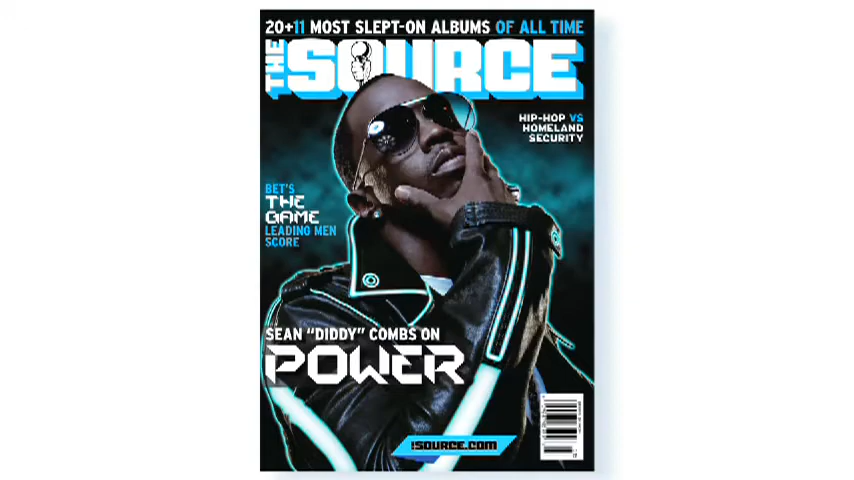 20+11 MOST SLEPT-ON ALBUMS OF ALL TIME
THE SOURCE
HIP-HOP VS
HOMELAND
SECURITY
BET'S
THE
GAME
LEADING MEN
SCORE
SEAN "DIDDY" COMBS ON
POWER
THESOURCE.COM